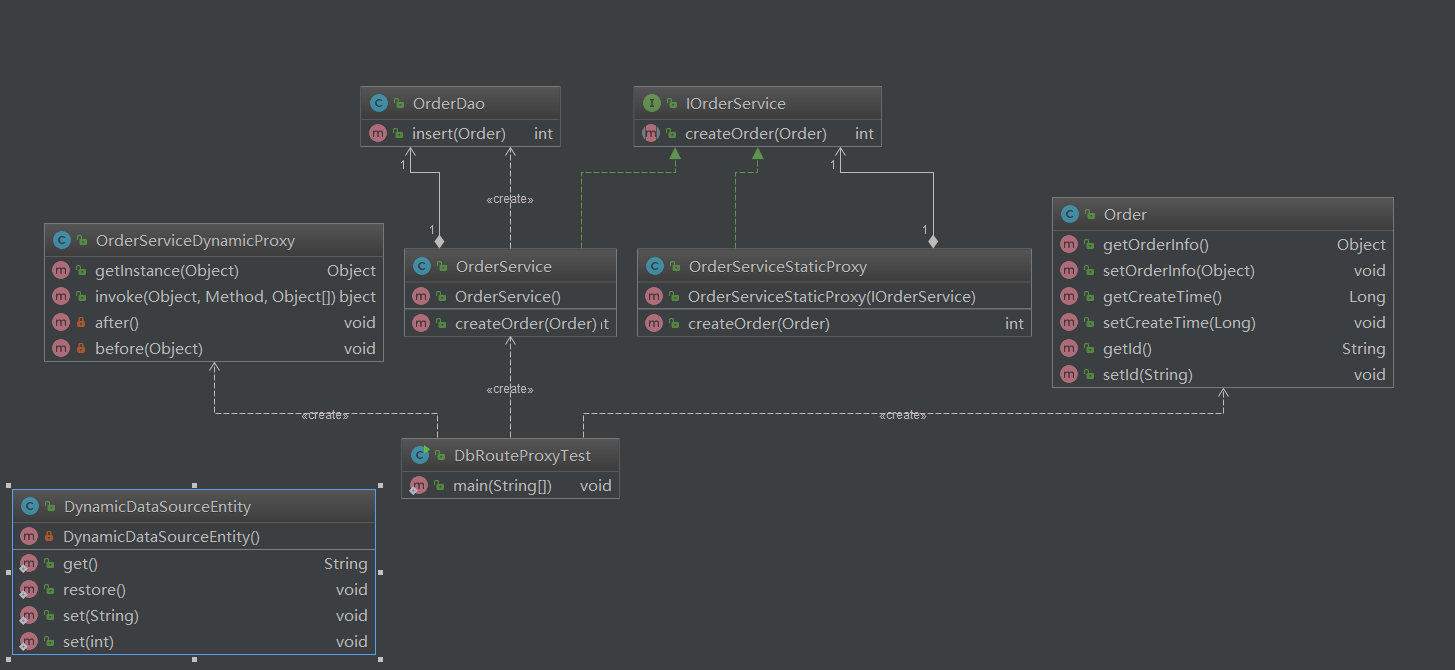 OrderDao
insert(Order) int
IOrderService
createOrder(Order) int
1
1
«create»
1
1
OrderServiceDynamicProxy
getInstance(Object) Object
invoke(Object, Method, Object[]) bject
after() void
before(Object) void
OrderService
OrderService()
createOrder(Order) ıt
OrderServiceStaticProxy
OrderServiceStaticProxy(IOrderService)
createOrder(Order) int
Order
getOrderInfo() Object
setOrderInfo(Object) void
getCreateTime() Long
setCreateTime(Long) void
getId() String
setId(String) void
«create»
«create»
«create»
DbRouteProxyTest
main(String[]) void
DynamicDataSourceEntity
DynamicDataSourceEntity()
get() String
restore() void
set(String) void
set(int) void